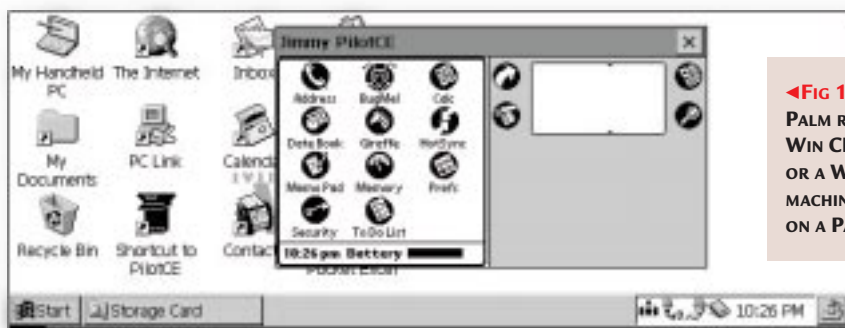 Jimmy PilotCE
My Handheld
PC
The Internet
Inbox
Address
BugMe!
Calc
Date Book
Giraffe
HotSync
My
Documents
PC Link
Calenda
Memo Pad
Memory
Prefs
Security
To Do List
Recycle Bin
Shortcut to
PilotCE
Contac
10:26 pm Battery
Pocket Excel
Start
Storage Card
10:26 PM
◄FIG 1
PALM R
WIN C
OR A W
MACHIN
ON A PA